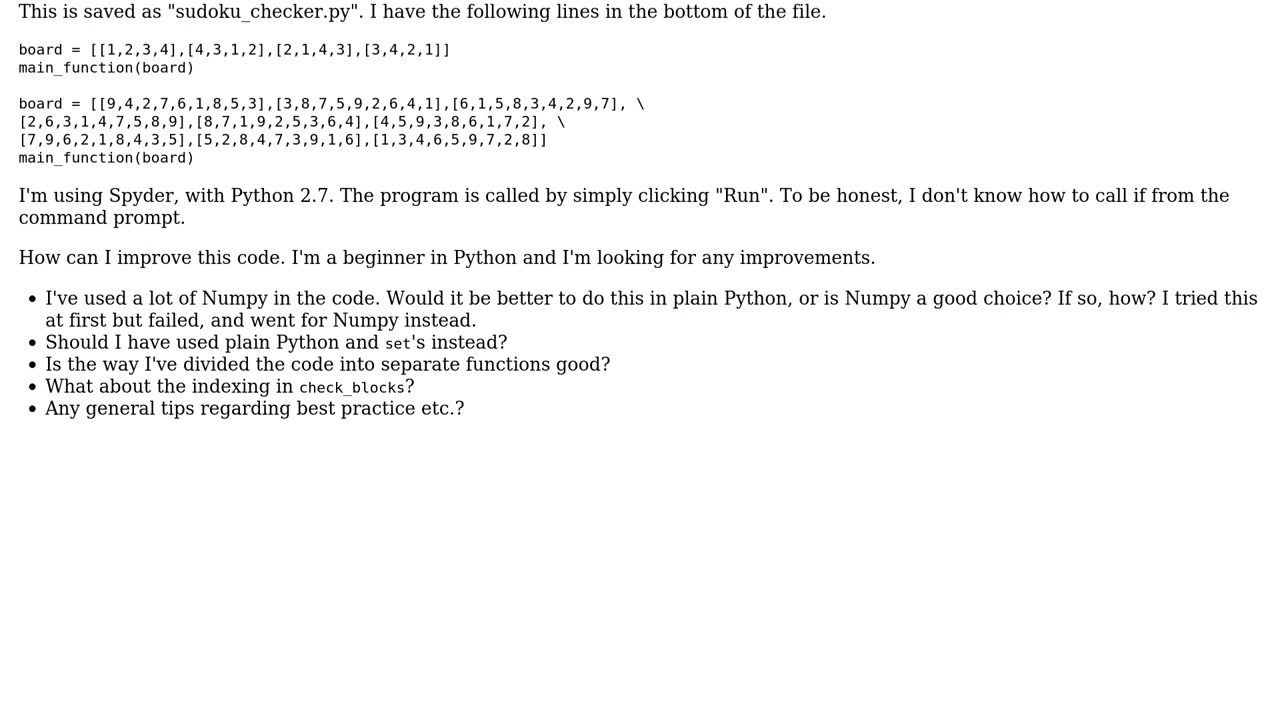 This is saved as "sudoku_checker.py". I have the following lines in the bottom of the file.
board = [[1,2,3,4],[4,3,1,2],[2,1,4,3],[3,4,2,1]]
main_function(board)
board = [[9,4,2,7,6,1,8,5,3],[3,8,7,5,9,2,6,4,1],[6,1,5,8,3,4,2,9,7], \
[2,6,3,1,4,7,5,8,9],[8,7,1,9,2,5,3,6,4],[4,5,9,3,8,6,1,7,2], \
[7,9,6,2,1,8,4,3,5],[5,2,8,4,7,3,9,1,6],[1,3,4,6,5,9,7,2,8]]
main_function(board)
I'm using Spyder, with Python 2.7. The program is called by simply clicking "Run". To be honest, I don't know how to call if from the
command prompt.
How can I improve this code. I'm a beginner in Python and I'm looking for any improvements.
• I've used a lot of Numpy in the code. Would it be better to do this in plain Python, or is Numpy a good choice? If so, how? I tried this
at first but failed, and went for Numpy instead.
• Should I have used plain Python and set's instead?
• Is the way I've divided the code into separate functions good?
• What about the indexing in check_blocks?
• Any general tips regarding best practice etc.?